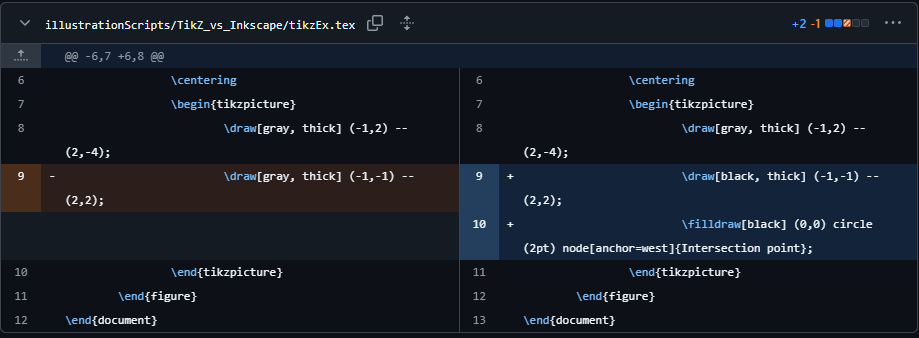 illustrationScripts/TikZ_vs_Inkscape/tikzEx.tex +2 -1
@@ -6,7 +6,8 @@
6 \centering
7 \begin{tikzpicture}
8 \draw[gray, thick] (-1,2) --
(2,-4);
9 - \draw[gray, thick] (-1,-1) --
(2,2);
10 \end{tikzpicture}
11 \end{figure}
12 \end{document}
6 \centering
7 \begin{tikzpicture}
8 \draw[gray, thick] (-1,2) --
(2,-4);
9 + \draw[black, thick] (-1,-1) --
(2,2);
10 + \filldraw[black] (0,0) circle
(2pt) node[anchor=west]{Intersection point};
11 \end{tikzpicture}
12 \end{figure}
13 \end{document}